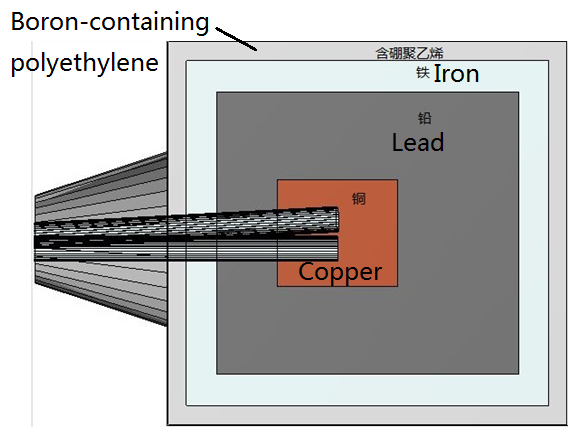 Boron-containing
polyethylene
含硼聚乙烯
铁 Iron
铅
Lead
铜
Copper